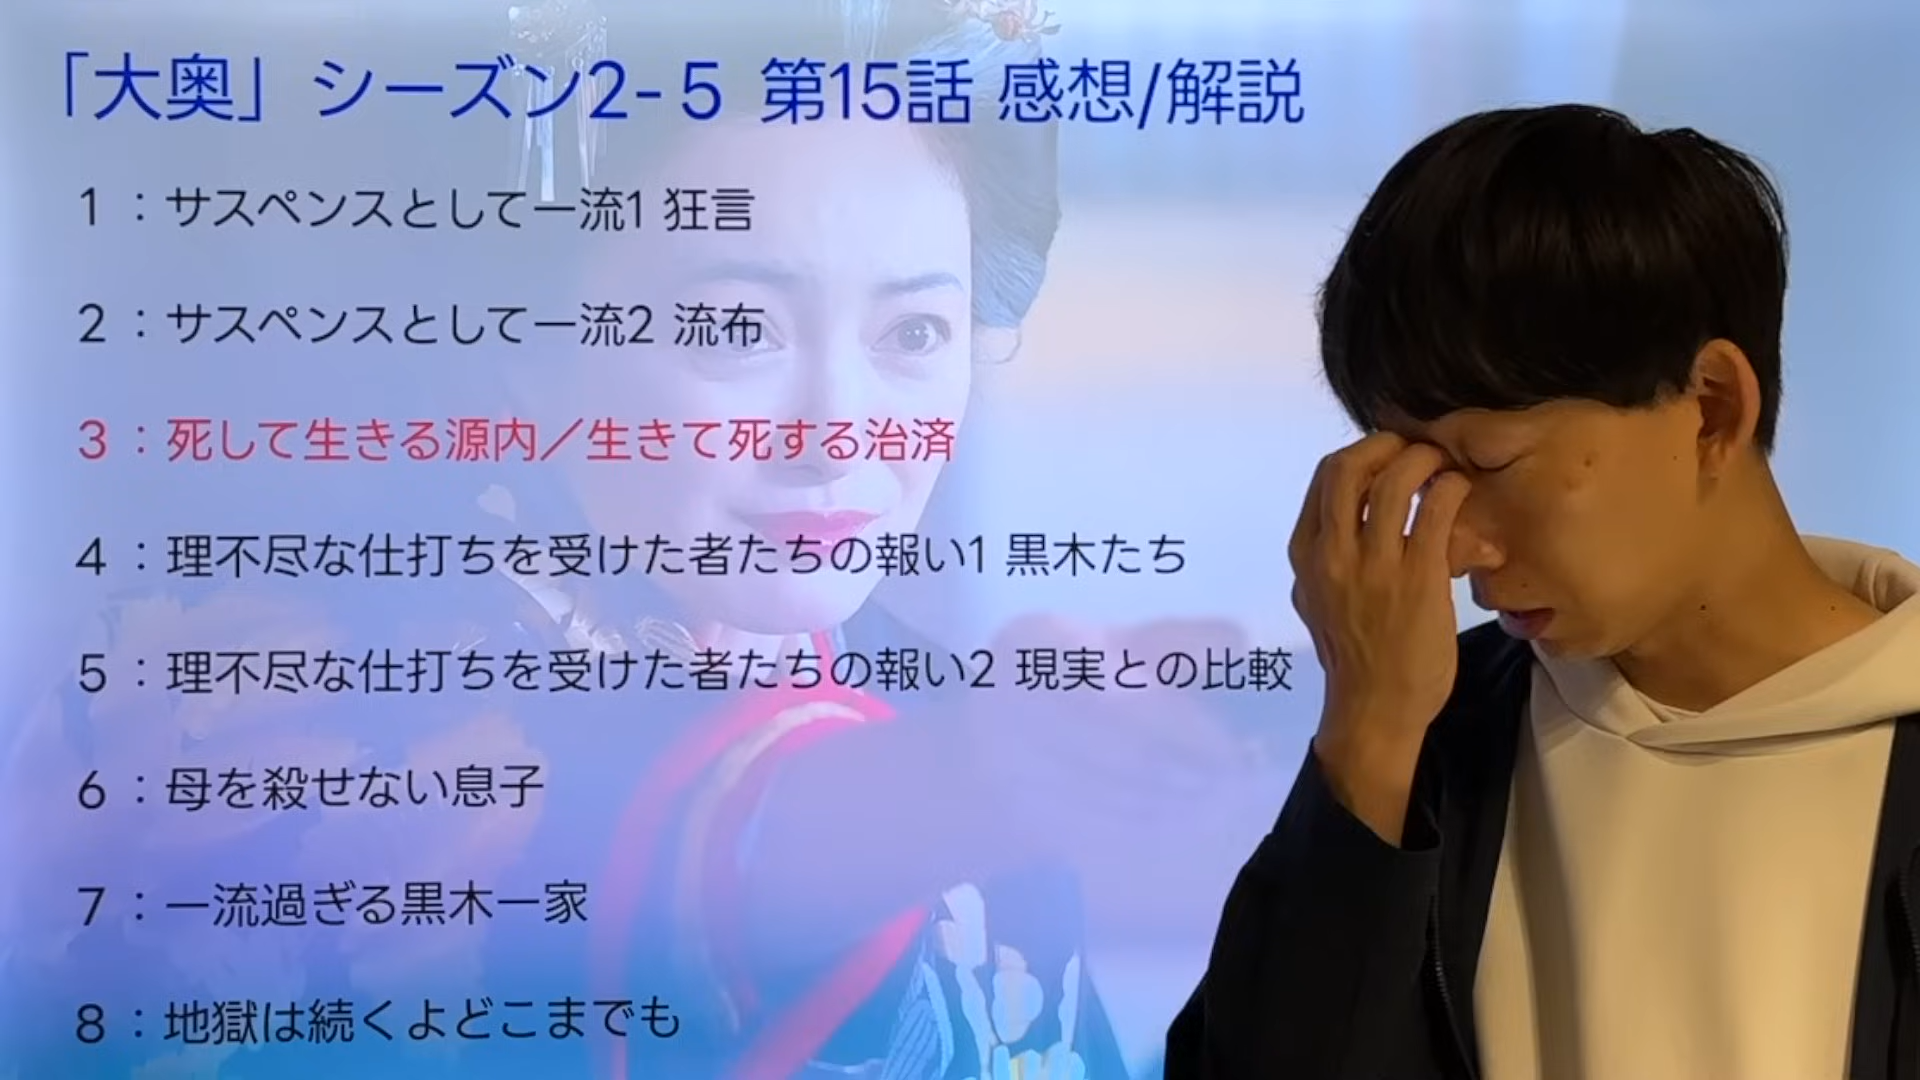 「大奥」シーズン2-5 第15話 感想/解説
1：サスペンスとして一流1 狂言
2：サスペンスとして一流2 流布
3：死して生きる源内／生きて死する治済
4：理不尽な仕打ちを受けた者たちの報い1 黒木たち
5：理不尽な仕打ちを受けた者たちの報い2 現実との比較
6：母を殺せない息子
7：一流過ぎる黒木一家
8：地獄は続くよどこまでも